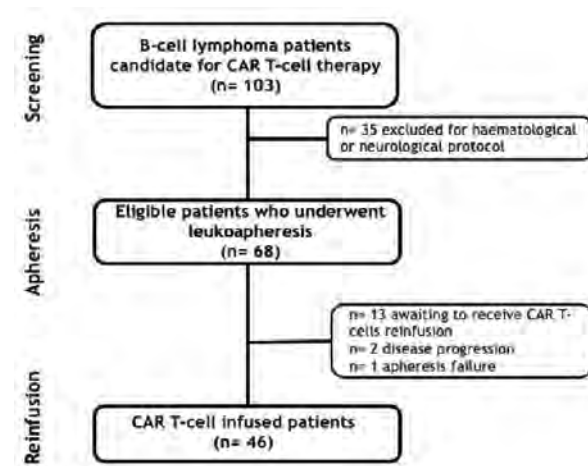 Screening
B-cell lymphoma patients
candidate for CAR T-cell therapy
(n= 103)
n= 35 excluded for haematological
or neurological protocol
Apheresis
Eligible patients who underwent
leukoapheresis
(n= 68)
n= 13 awaiting to receive CAR T-
cells reinfusion
n= 2 disease progression
n= 1 apheresis failure
Reinfusion
CAR T-cell infused patients
(n= 46)